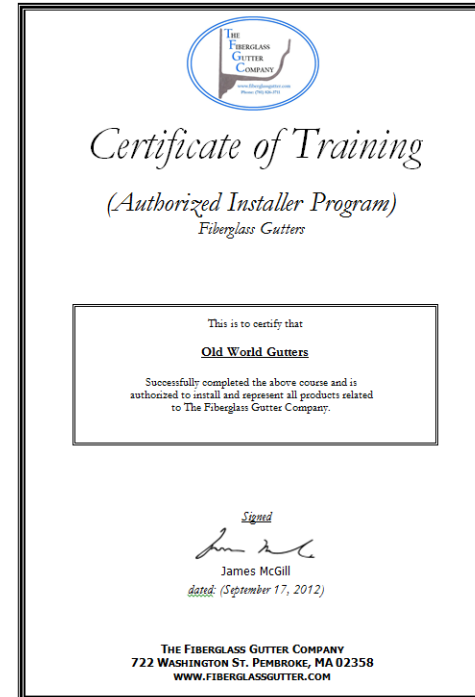 THE
FIBERGLASS
GUTTER
COMPANY
www.fiberglassgutter.com
Certificate of Training
(Authorized Installer Program)
Fiberglass Gutters
This is to certify that
Old World Gutters
Successfully completed the above course and is
authorized to install and represent all products related
to The Fiberglass Gutter Company.
Signed
James McGill
dated: (September 17, 2012)
THE FIBERGLASS GUTTER COMPANY
722 WASHINGTON ST. PEMBROKE, MA 02358
WWW.FIBERGLASSGUTTER.COM